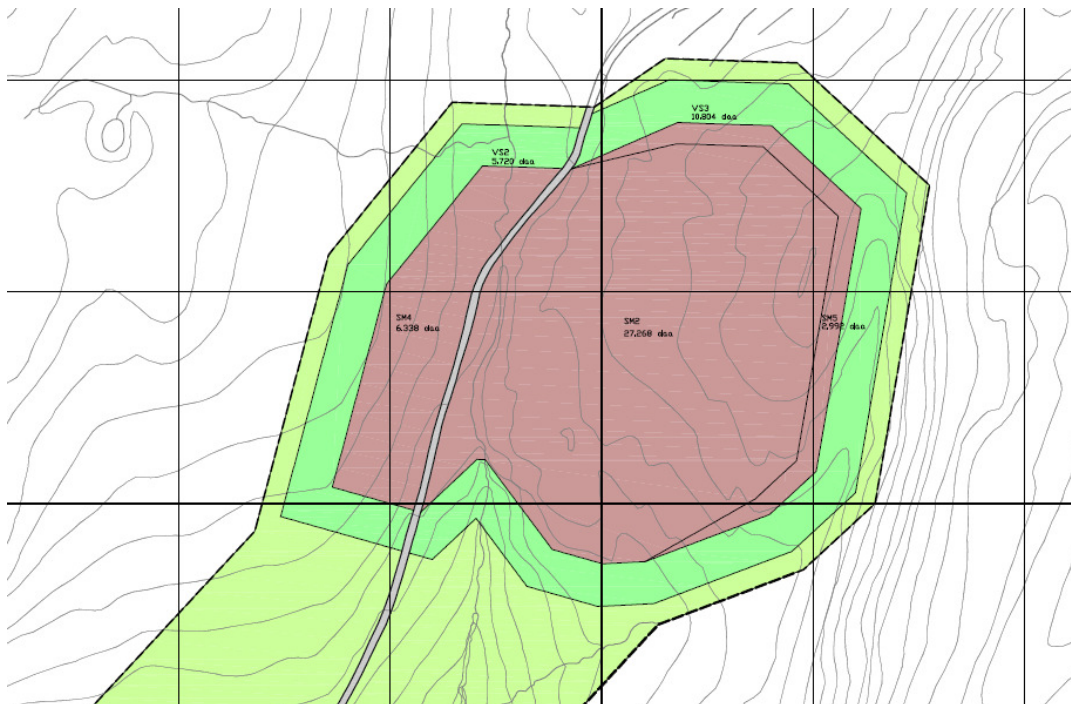 VS3
10.804 daa
VS2
5.720 daa
SM4
6.338 daa
SM2
27.268 daa
SM5
2.992 daa